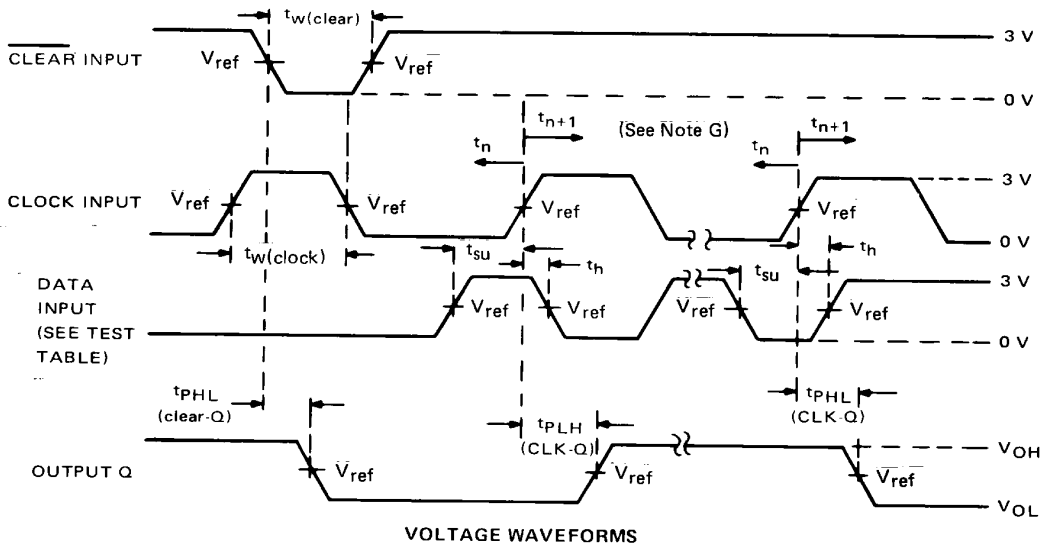 tw(clear)
CLEAR INPUT
Vref
Vref
3 V
0 V
tn
tn+1
(See Note G)
tn
tn+1
CLOCK INPUT
Vref
Vref
Vref
Vref
3 V
0 V
tw(clock)
tsu
th
tsu
th
DATA
INPUT
(SEE TEST
TABLE)
Vref
Vref
Vref
Vref
3 V
0 V
tPHL
(clear-Q)
tPLH
(CLK-Q)
tPHL
(CLK-Q)
OUTPUT Q
Vref
Vref
Vref
VOH
VOL
VOLTAGE WAVEFORMS